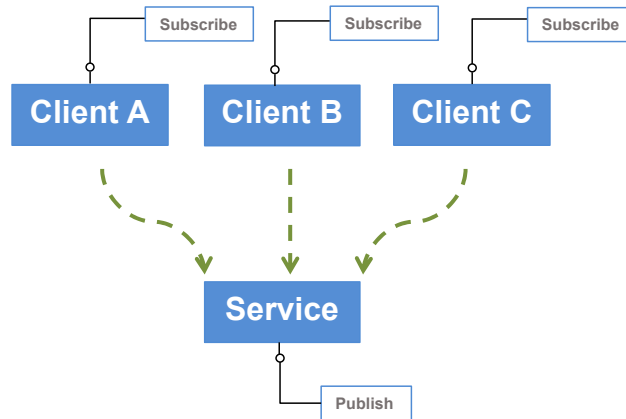 Subscribe
Subscribe
Subscribe
Client A
Client B
Client C
Service
Publish